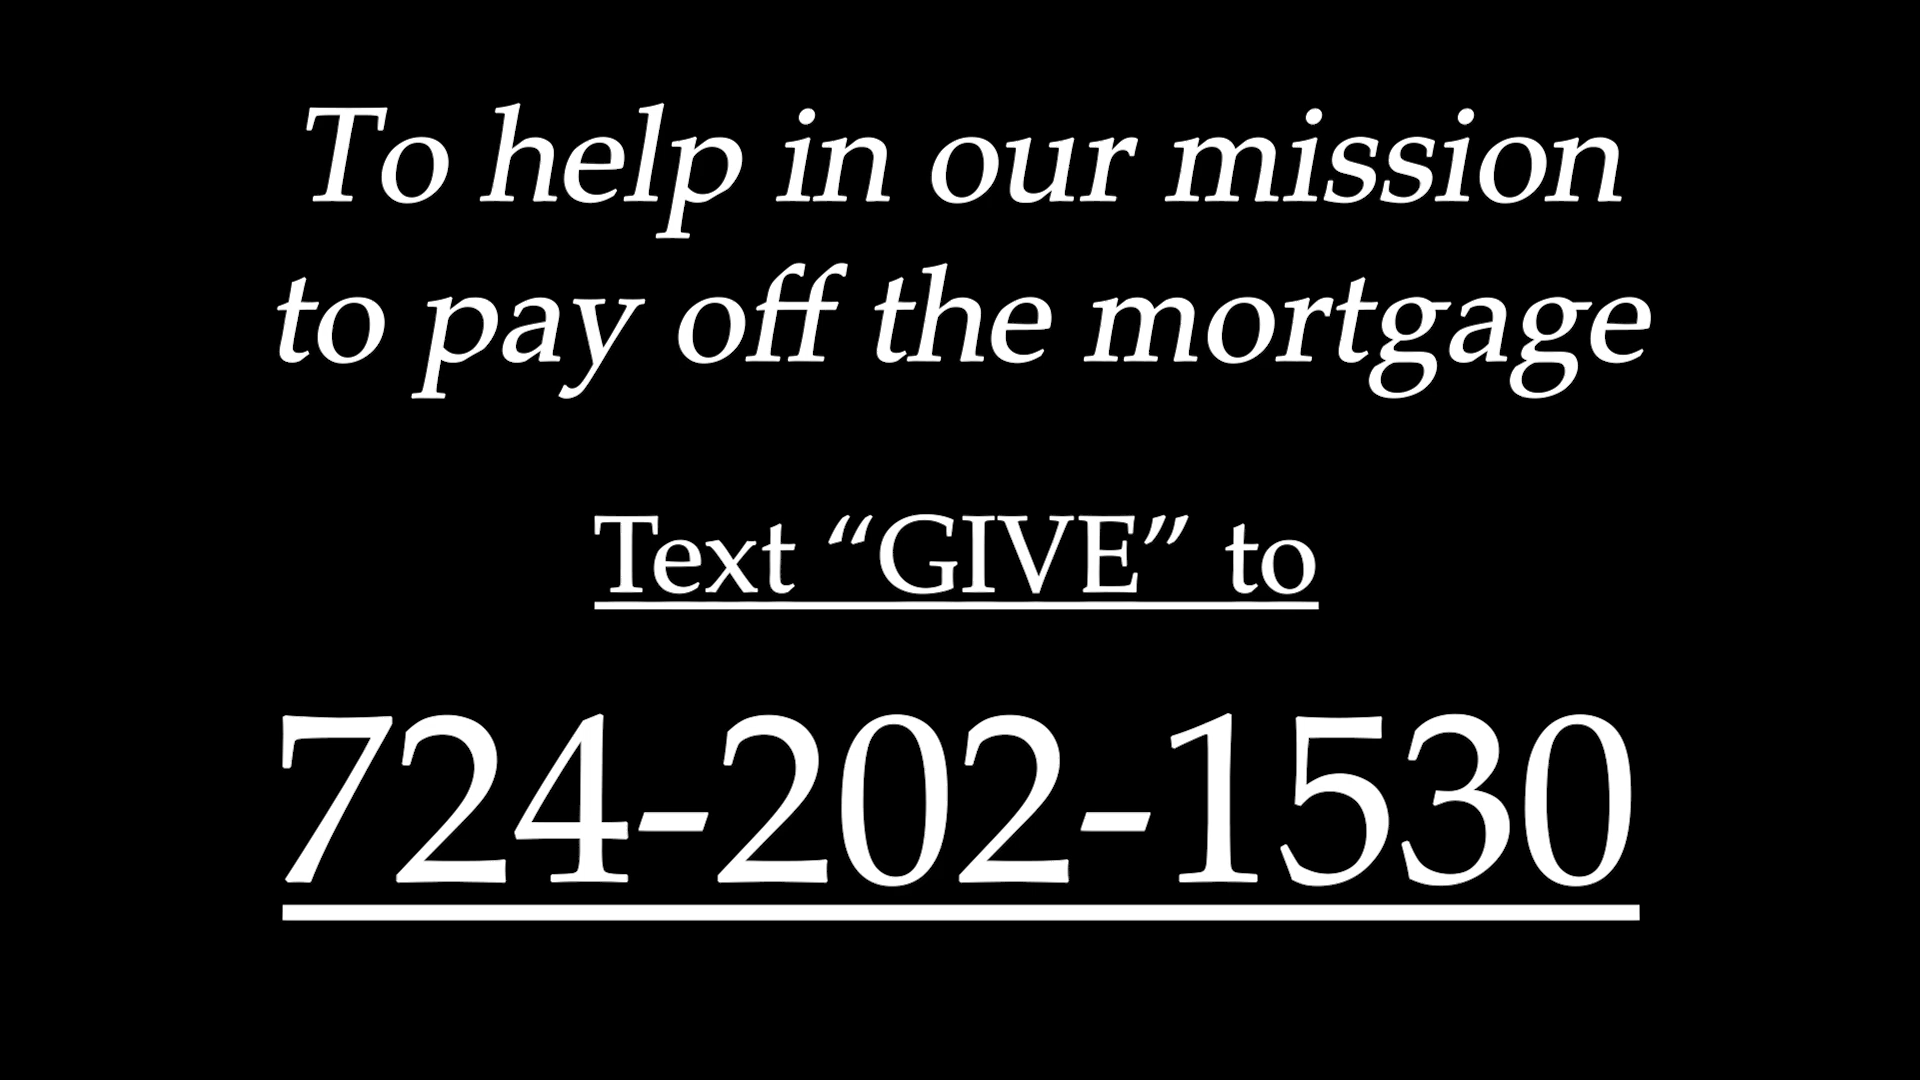 To help in our mission
to pay off the mortgage
Text “GIVE” to
724-202-1530